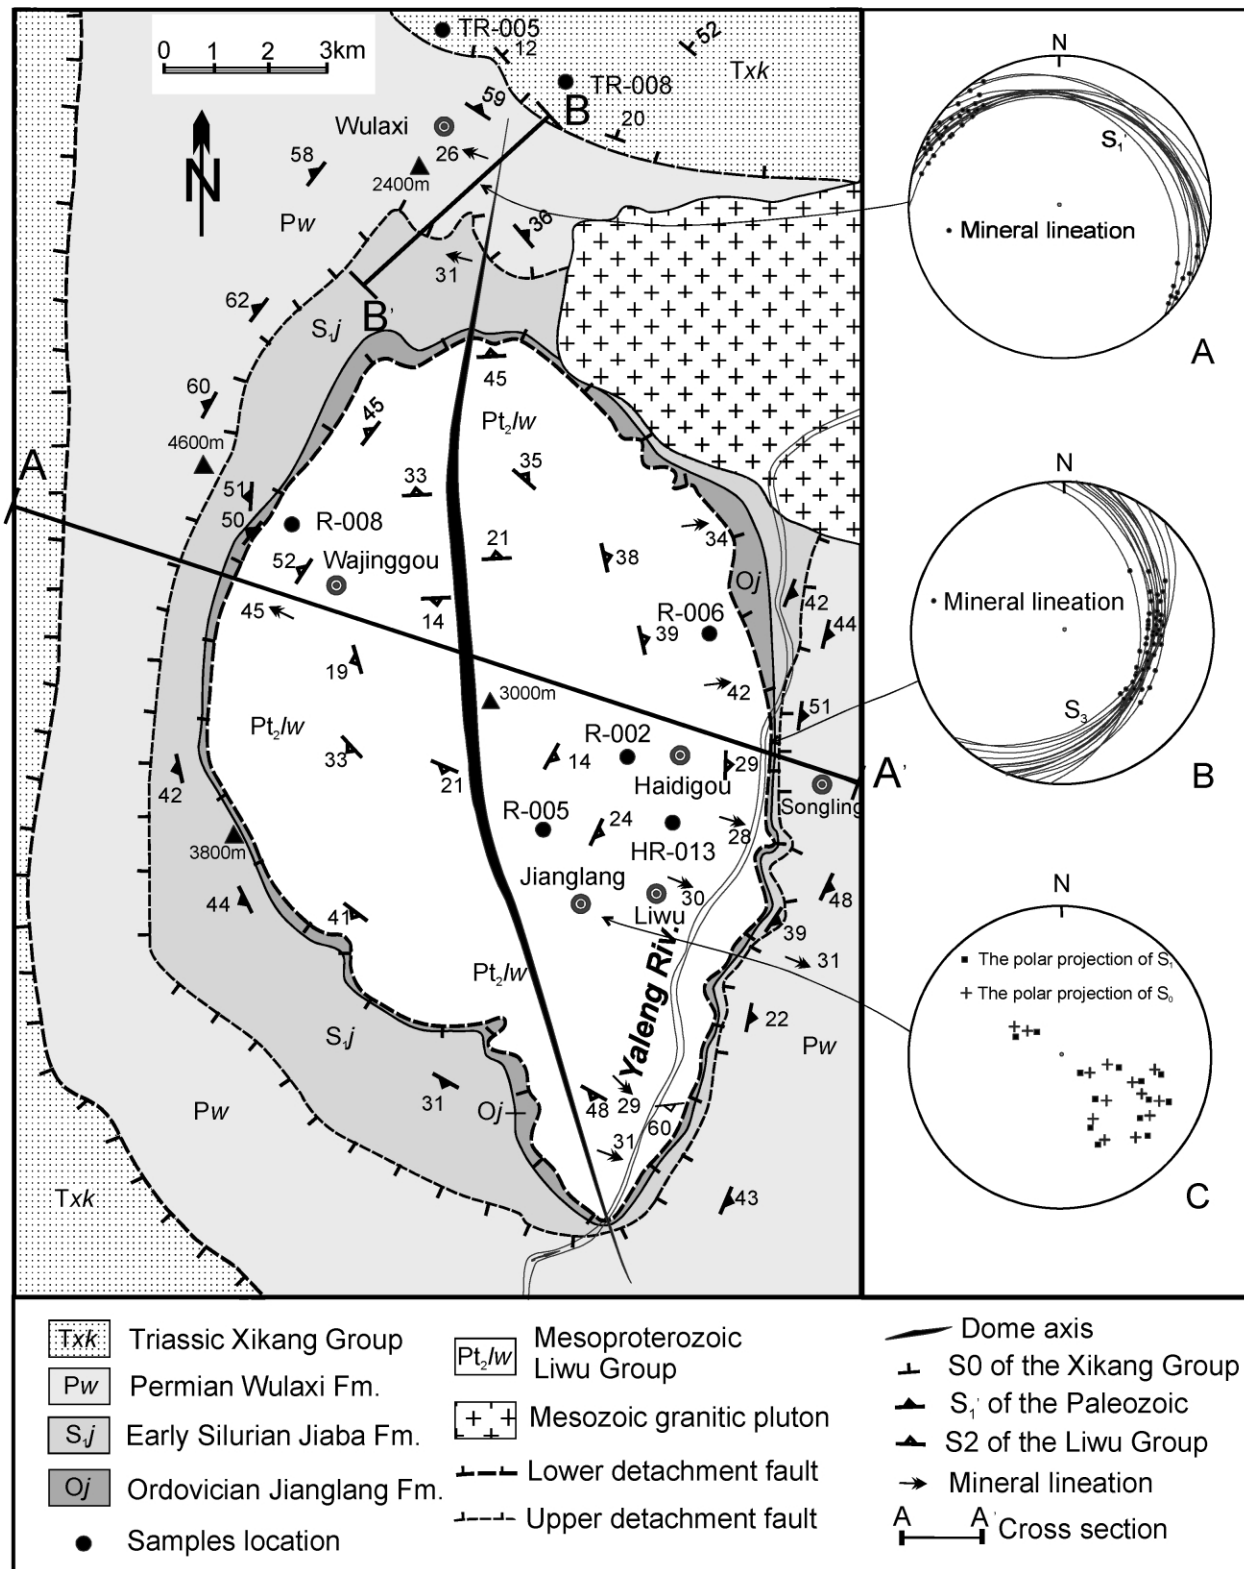 TR-005
12
52
Txk
0 1 2 3km
TR-008
59
B
Wulaxi
20
26
58
2400m
N
Pw
36
31
B'
62
S₁j
45
60
45
Pt₂lw
4600m
A
33
35
51
50
R-008
34
21
38
52
Wajinggou
Oj
42
45
14
R-006
44
39
19
42
3000m
51
Pt₂lw
R-002
33
14
29
A'
21
Haidigou
42
Songling
R-005
24
28
3800m
HR-013
Jianglang
30
48
44
41
Liwu
39
31
Pt₂lw
Yaleng Riv.
22
S₁j
Pw
Pw
31
Oj
48
29
60
31
Txk
43
N
S₁'
Mineral lineation
A
N
Mineral lineation
S₃
B
N
The polar projection of S₁
The polar projection of S₀
C
Txk Triassic Xikang Group
Pw Permian Wulaxi Fm.
S₁j Early Silurian Jiaba Fm.
Oj Ordovician Jianglang Fm.
Samples location
Pt₂lw Mesoproterozoic
Liwu Group
Mesozoic granitic pluton
Lower detachment fault
Upper detachment fault
Dome axis
S0 of the Xikang Group
S₁' of the Paleozoic
S2 of the Liwu Group
Mineral lineation
A A' Cross section